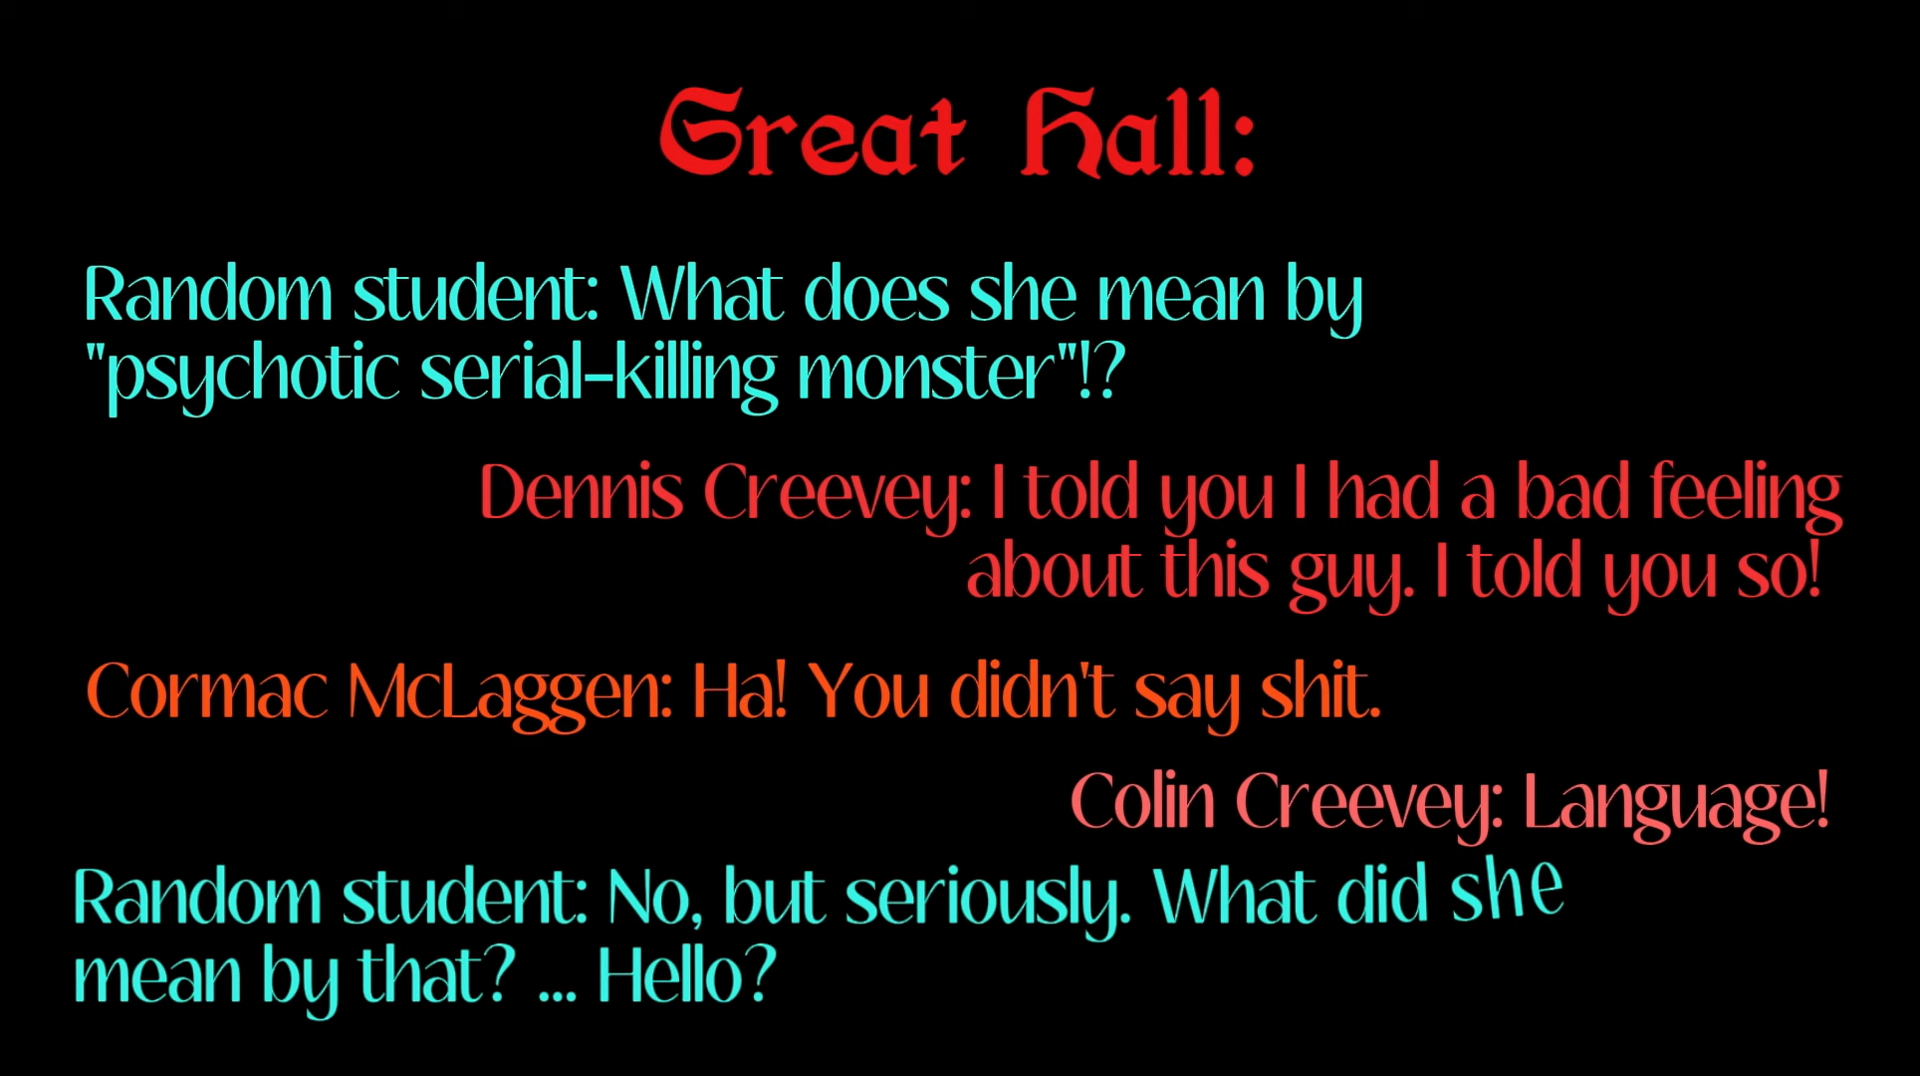 Great Hall:
Random student: What does she mean by
"psychotic serial-killing monster"!?
Dennis Creevey: I told you I had a bad feeling
about this guy. I told you so!
Cormac McLaggen: Ha! You didn't say shit.
Colin Creevey: Language!
Random student: No, but seriously. What did she
mean by that? ... Hello?